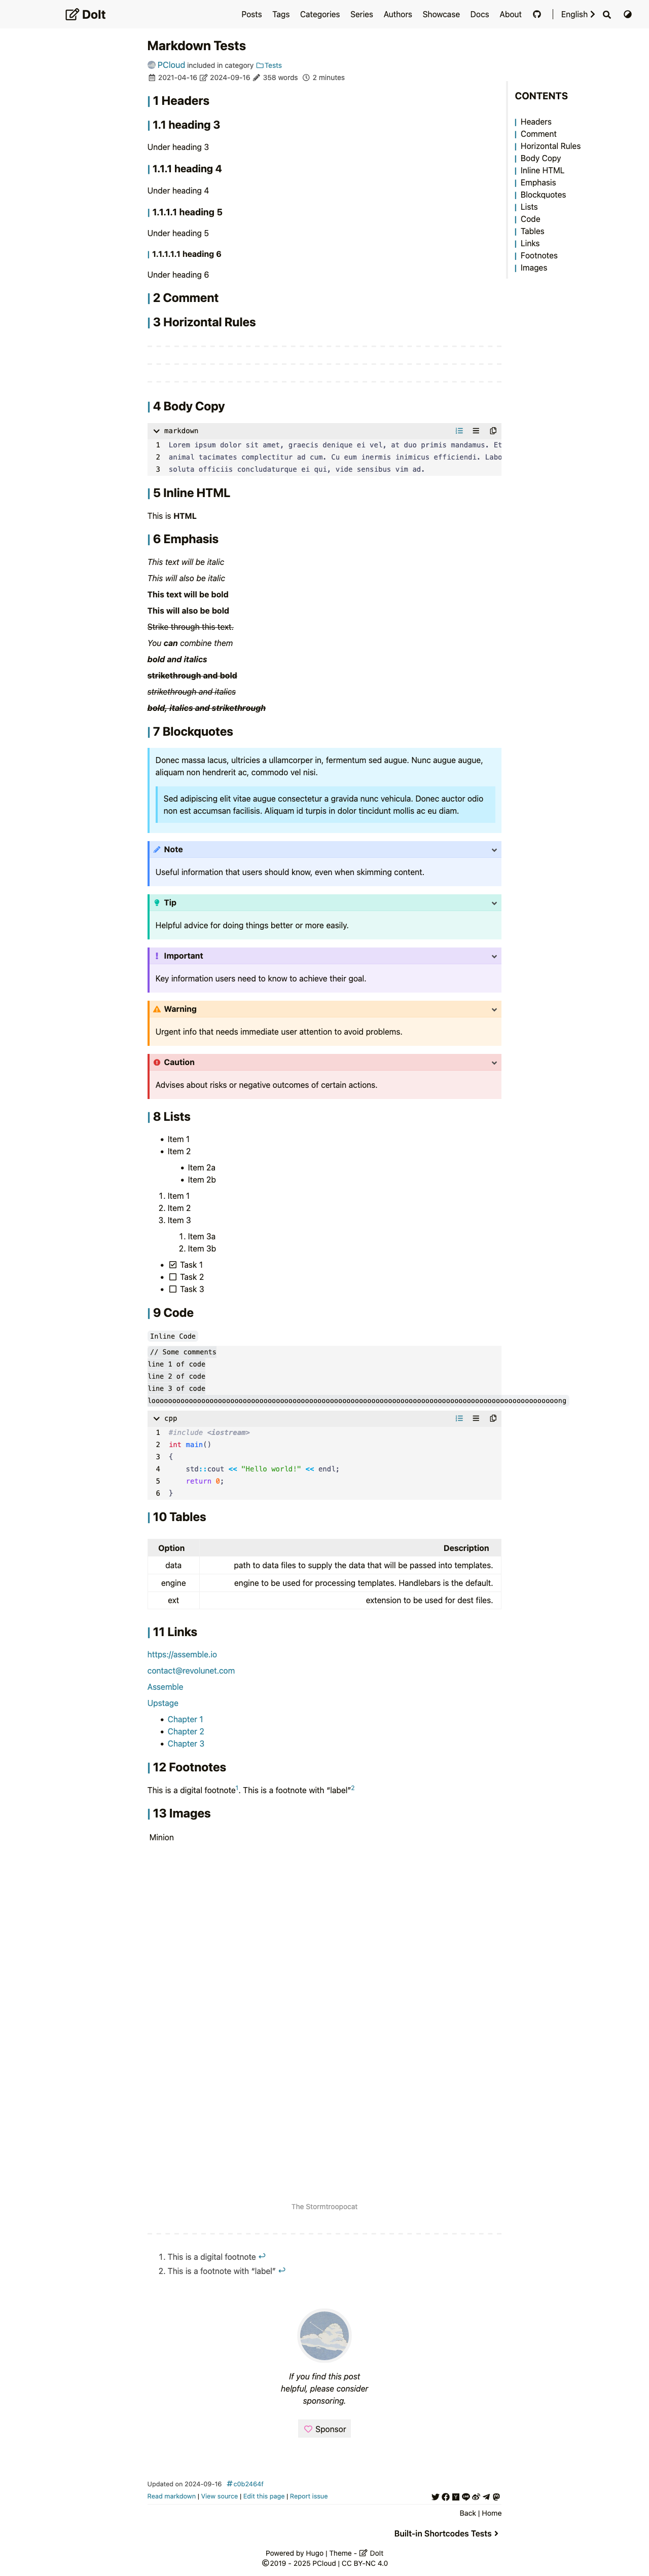 DoIt
Posts Tags Categories Series Authors Showcase Docs About English
Markdown Tests
PCloud included in category Tests
2021-04-16 2024-09-16 358 words 2 minutes
CONTENTS
Headers
Comment
Horizontal Rules
Body Copy
Inline HTML
Emphasis
Blockquotes
Lists
Code
Tables
Links
Footnotes
Images
1 Headers
1.1 heading 3
Under heading 3
1.1.1 heading 4
Under heading 4
1.1.1.1 heading 5
Under heading 5
1.1.1.1.1 heading 6
Under heading 6
2 Comment
3 Horizontal Rules
4 Body Copy
markdown
1 Lorem ipsum dolor sit amet, graecis denique ei vel, at duo primis mandamus. Et
2 animal tacimates complectitur ad cum. Cu eum inermis inimicus efficiendi. Labo
3 soluta officiis concludaturque ei qui, vide sensibus vim ad.
5 Inline HTML
This is HTML
6 Emphasis
This text will be italic
This will also be italic
This text will be bold
This will also be bold
Strike through this text.
You can combine them
bold and italics
strikethrough and bold
strikethrough and italics
bold, italics and strikethrough
7 Blockquotes
Donec massa lacus, ultricies a ullamcorper in, fermentum sed augue. Nunc augue augue,
aliquam non hendrerit ac, commodo vel nisi.
Sed adipiscing elit vitae augue consectetur a gravida nunc vehicula. Donec auctor odio
non est accumsan facilisis. Aliquam id turpis in dolor tincidunt mollis ac eu diam.
Note
Useful information that users should know, even when skimming content.
Tip
Helpful advice for doing things better or more easily.
Important
Key information users need to know to achieve their goal.
Warning
Urgent info that needs immediate user attention to avoid problems.
Caution
Advises about risks or negative outcomes of certain actions.
8 Lists
• Item 1
• Item 2
• Item 2a
• Item 2b
1. Item 1
2. Item 2
3. Item 3
1. Item 3a
2. Item 3b
• Task 1
• Task 2
• Task 3
9 Code
Inline Code
// Some comments
line 1 of code
line 2 of code
line 3 of code
cpp
1 #include <iostream>
2 int main()
3 {
4 std::cout << “Hello world!” << endl;
5 return 0;
6 }
10 Tables
Option Description
data path to data files to supply the data that will be passed into templates.
engine engine to be used for processing templates. Handlebars is the default.
ext extension to be used for dest files.
11 Links
https://assemble.io
contact@revolunet.com
Assemble
Upstage
• Chapter 1
• Chapter 2
• Chapter 3
12 Footnotes
This is a digital footnote1. This is a footnote with “label”2
13 Images
Minion
The Stormtroopocat
1. This is a digital footnote ↩
2. This is a footnote with “label” ↩
If you find this post
helpful, please consider
sponsoring.
Sponsor
Updated on 2024-09-16 #c0b2464f
Read markdown | View source | Edit this page | Report issue
Back | Home
Built-in Shortcodes Tests
Powered by Hugo | Theme - DoIt
©2019 - 2025 PCloud | CC BY-NC 4.0